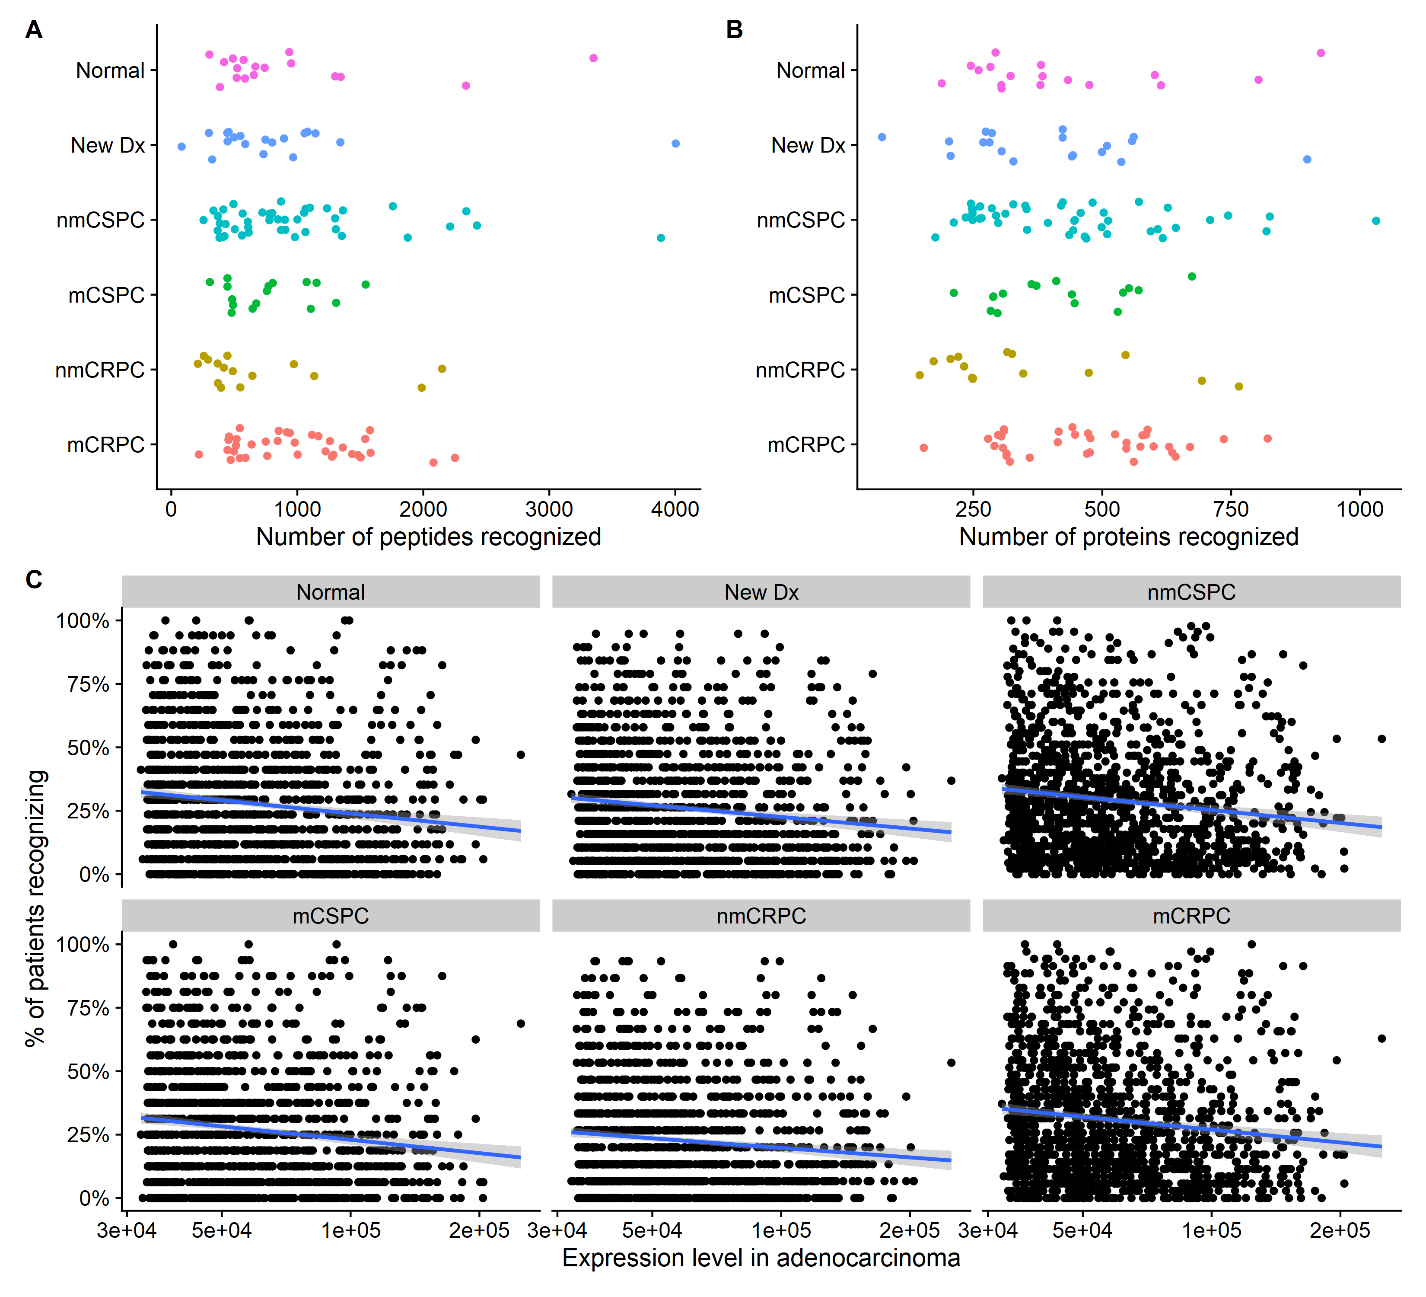 A
Normal
New Dx
nmCSPC
mCSPC
nmCRPC
mCRPC
0 1000 2000 3000 4000
Number of peptides recognized
B
Normal
New Dx
nmCSPC
mCSPC
nmCRPC
mCRPC
250 500 750 1000
Number of proteins recognized
C
% of patients recognizing
Normal New Dx nmCSPC
100%
75%
50%
25%
0%
mCSPC nmCRPC mCRPC
100%
75%
50%
25%
0%
3e+04 5e+04 1e+05 2e+05 3e+04 5e+04 1e+05 2e+05 3e+04 5e+04 1e+05 2e+05
Expression level in adenocarcinoma